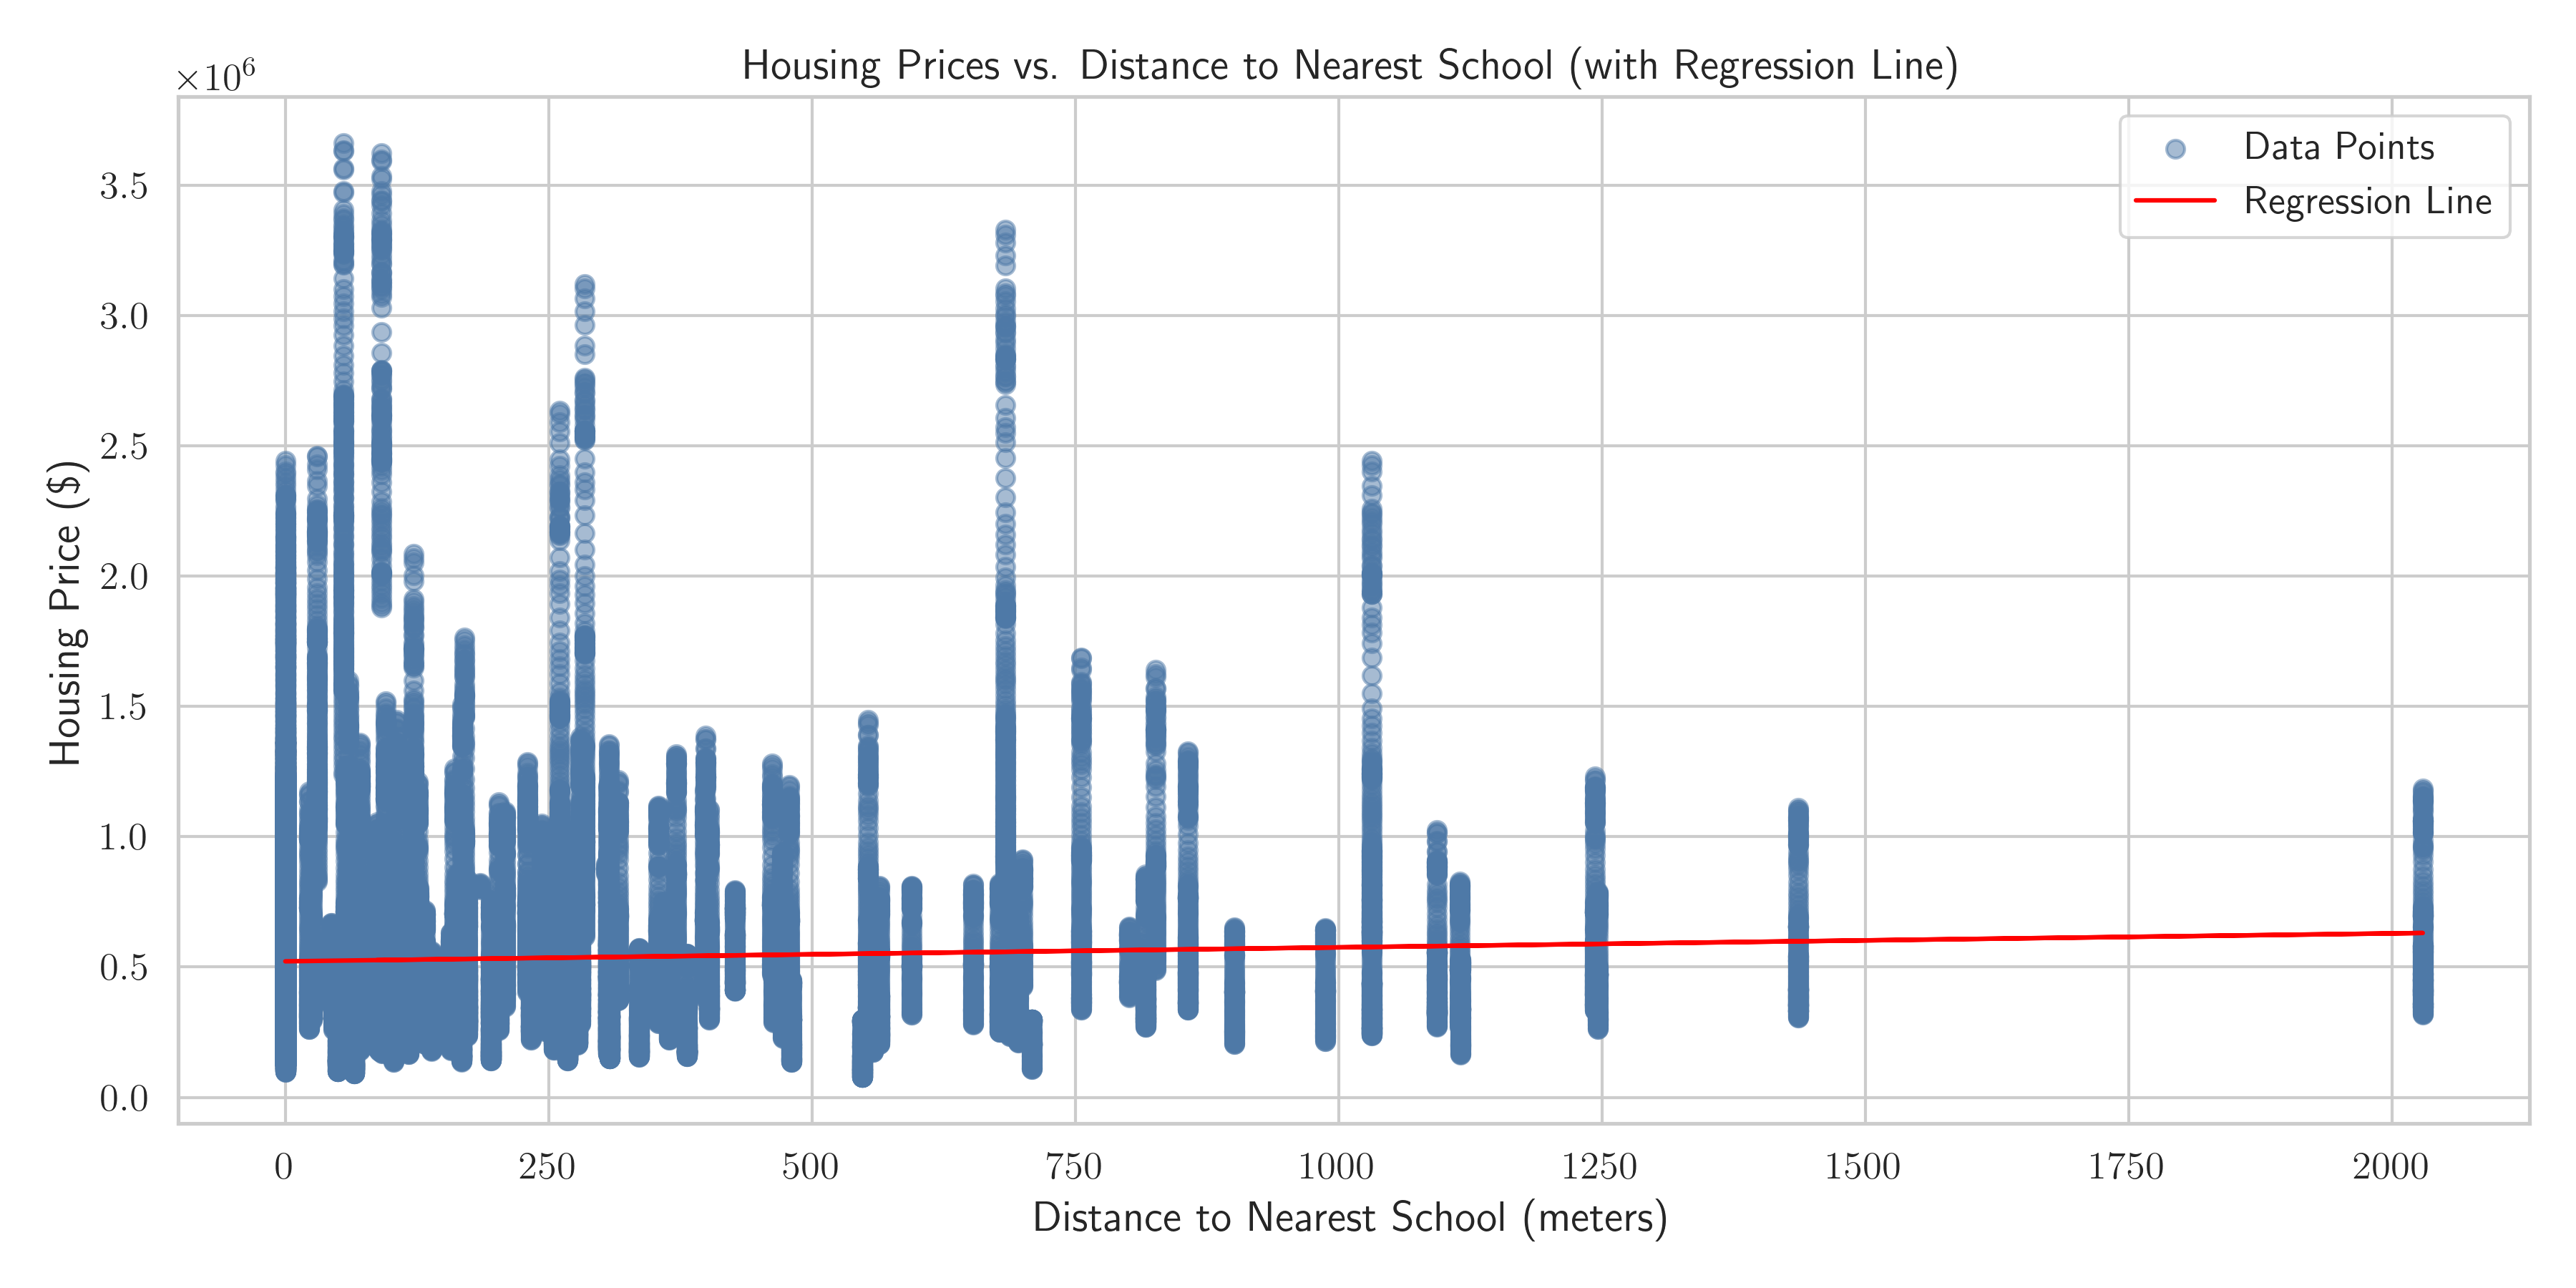 Housing Prices vs. Distance to Nearest School (with Regression Line)
×10⁶
Data Points
Regression Line
3.5
3.0
2.5
2.0
1.5
1.0
0.5
0.0
Housing Price ($)
0 250 500 750 1000 1250 1500 1750 2000
Distance to Nearest School (meters)